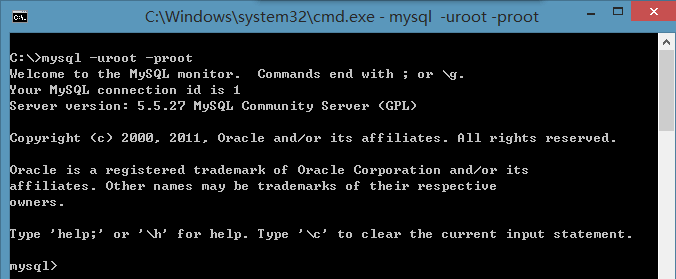 C:\Windows\system32\cmd.exe - mysql  -uroot -proot
C:\>mysql -uroot -proot
Welcome to the MySQL monitor.  Commands end with ; or \g.
Your MySQL connection id is 1
Server version: 5.5.27 MySQL Community Server (GPL)
Copyright (c) 2000, 2011, Oracle and/or its affiliates. All rights reserved.
Oracle is a registered trademark of Oracle Corporation and/or its
affiliates. Other names may be trademarks of their respective
owners.
Type 'help;' or '\h' for help. Type '\c' to clear the current input statement.
mysql>